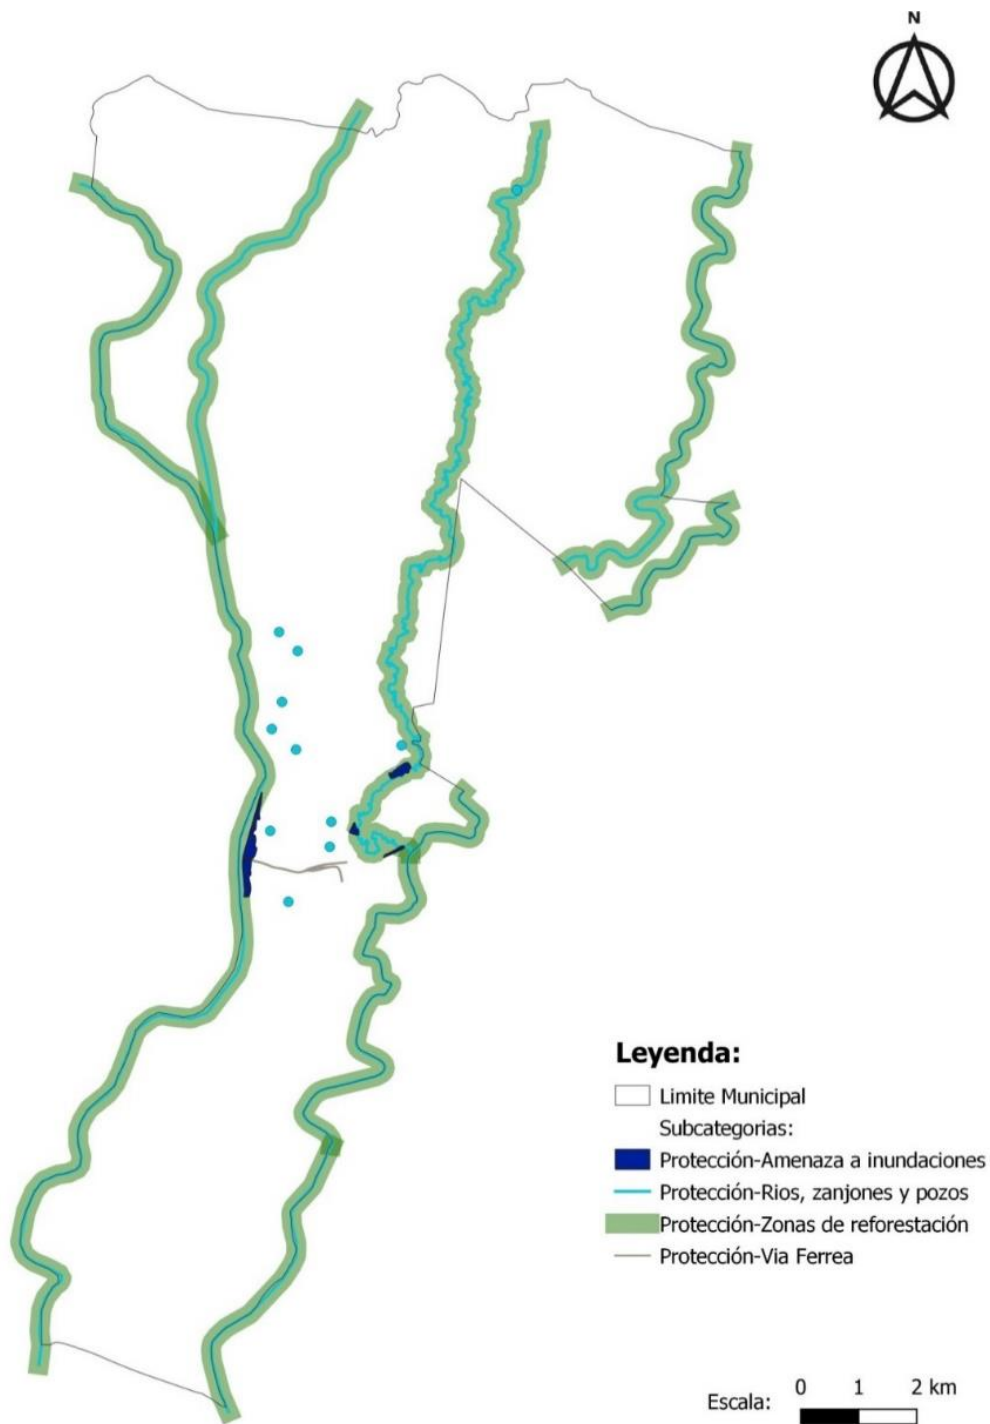 N
Leyenda:
Limite Municipal
Subcategorias:
Protección-Amenaza a inundaciones
Protección-Rios, zanjones y pozos
Protección-Zonas de reforestación
Protección-Via Ferrea
Escala: 0 1 2 km